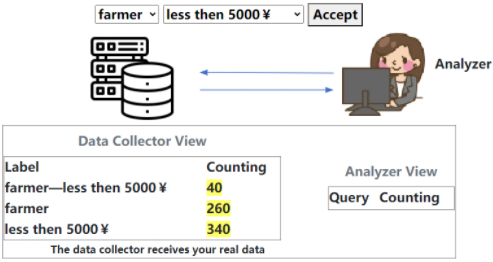 farmer less then 5000¥ Accept
Analyzer
Data Collector View
Label Counting
farmer—less then 5000¥ 40
farmer 260
less then 5000¥ 340
The data collector receives your real data
Analyzer View
Query Counting